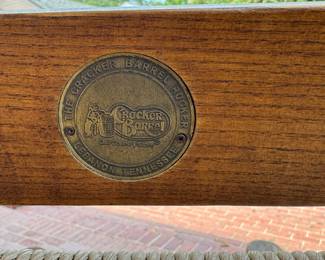 THE CRACKER BARREL ROCKER
CRACKER
BARREL
LEBANON, TENNESSEE